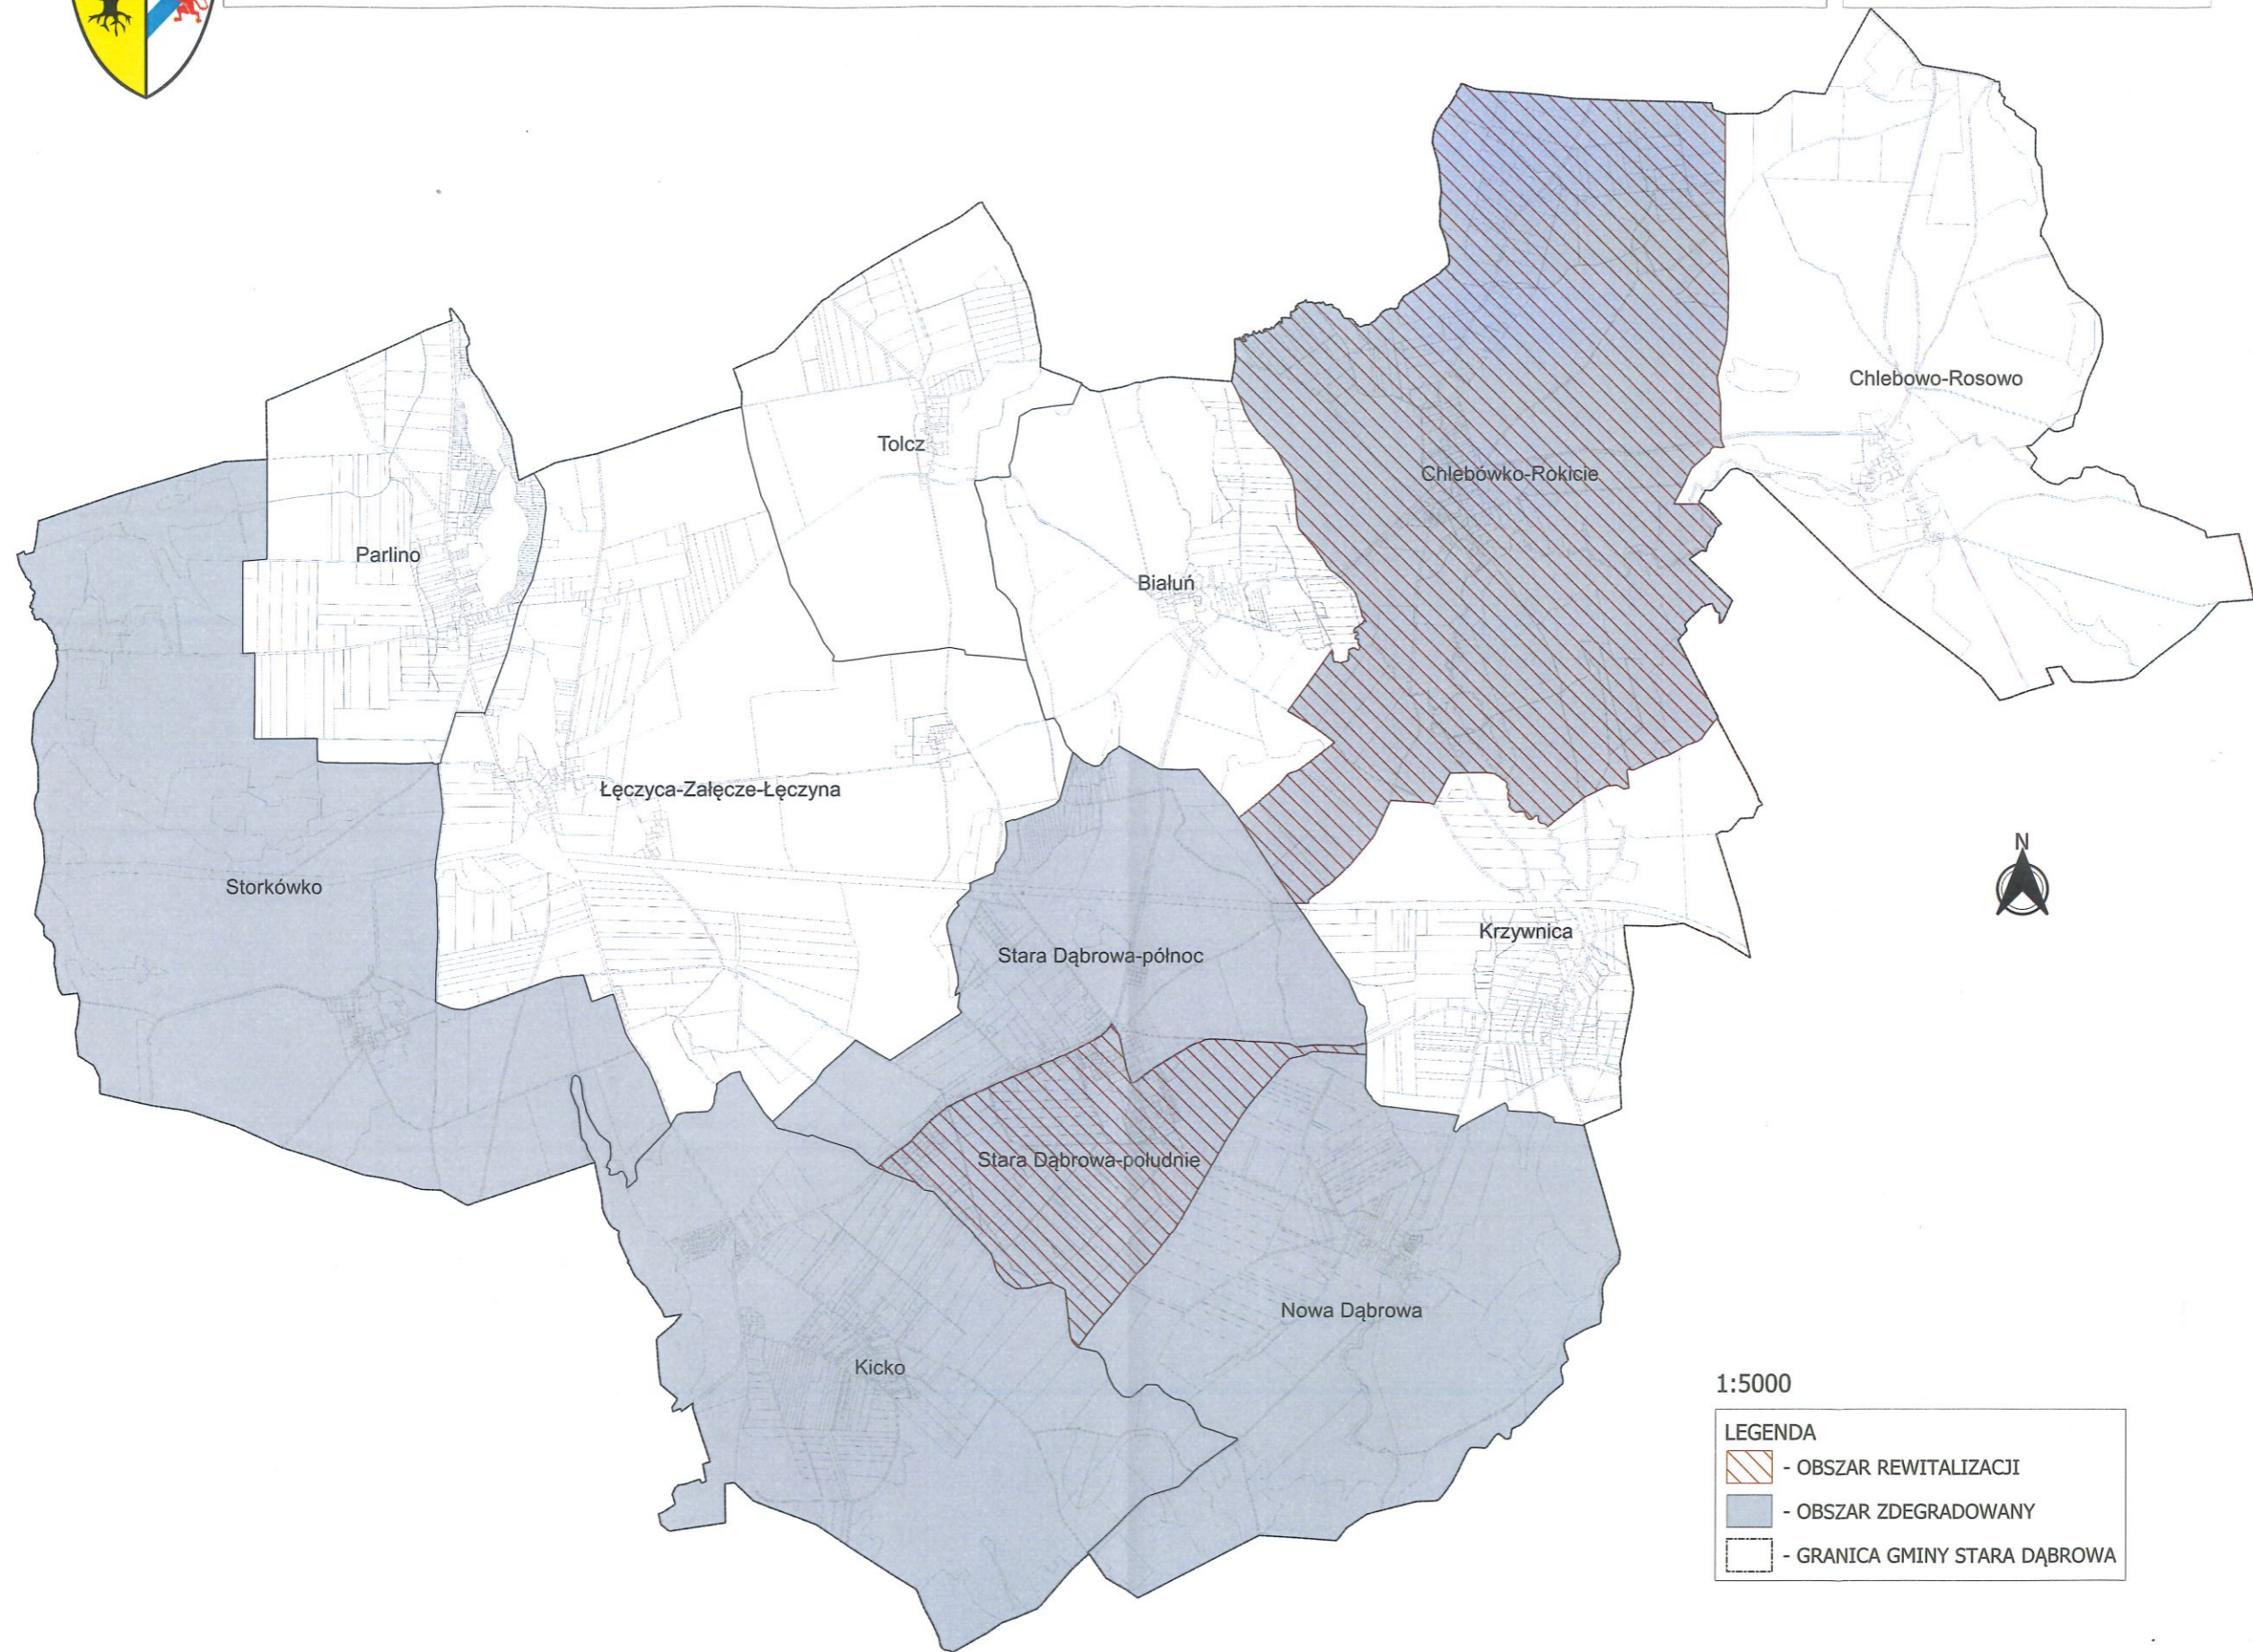 Chlebowo-Rosowo
Tolcz
Chlebówko-Rokicie
Parlino
Białuń
Łęczyca-Załęcze-Łęczyna
N
Storkówko
Krzywnica
Stara Dąbrowa-północ
Stara Dąbrowa-południe
Nowa Dąbrowa
Kicko
1:5000
LEGENDA
- OBSZAR REWITALIZACJI
- OBSZAR ZDEGRADOWANY
- GRANICA GMINY STARA DĄBROWA